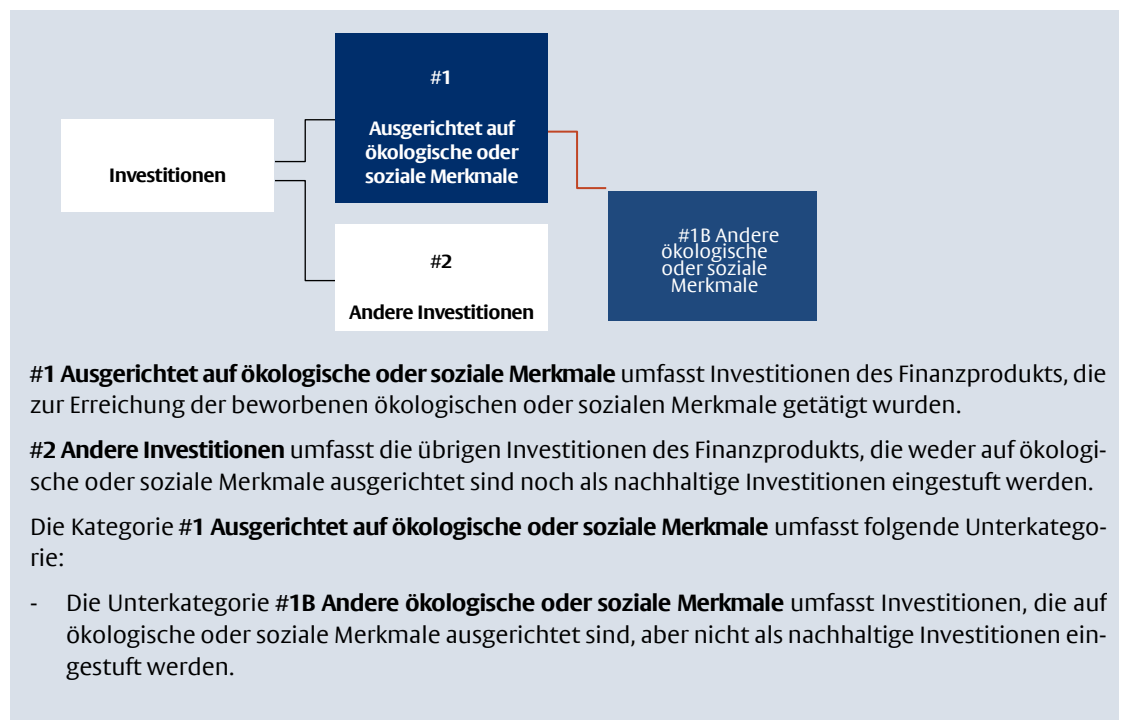 #1
Ausgerichtet auf
ökologische oder
soziale Merkmale
Investitionen
#1B Andere
ökologische
oder soziale
Merkmale
#2
Andere Investitionen
#1 Ausgerichtet auf ökologische oder soziale Merkmale umfasst Investitionen des Finanzprodukts, die
zur Erreichung der beworbenen ökologischen oder sozialen Merkmale getätigt wurden.
#2 Andere Investitionen umfasst die übrigen Investitionen des Finanzprodukts, die weder auf ökologi-
sche oder soziale Merkmale ausgerichtet sind noch als nachhaltige Investitionen eingestuft werden.
Die Kategorie #1 Ausgerichtet auf ökologische oder soziale Merkmale umfasst folgende Unterkatego-
rie:
- Die Unterkategorie #1B Andere ökologische oder soziale Merkmale umfasst Investitionen, die auf
ökologische oder soziale Merkmale ausgerichtet sind, aber nicht als nachhaltige Investitionen ein-
gestuft werden.